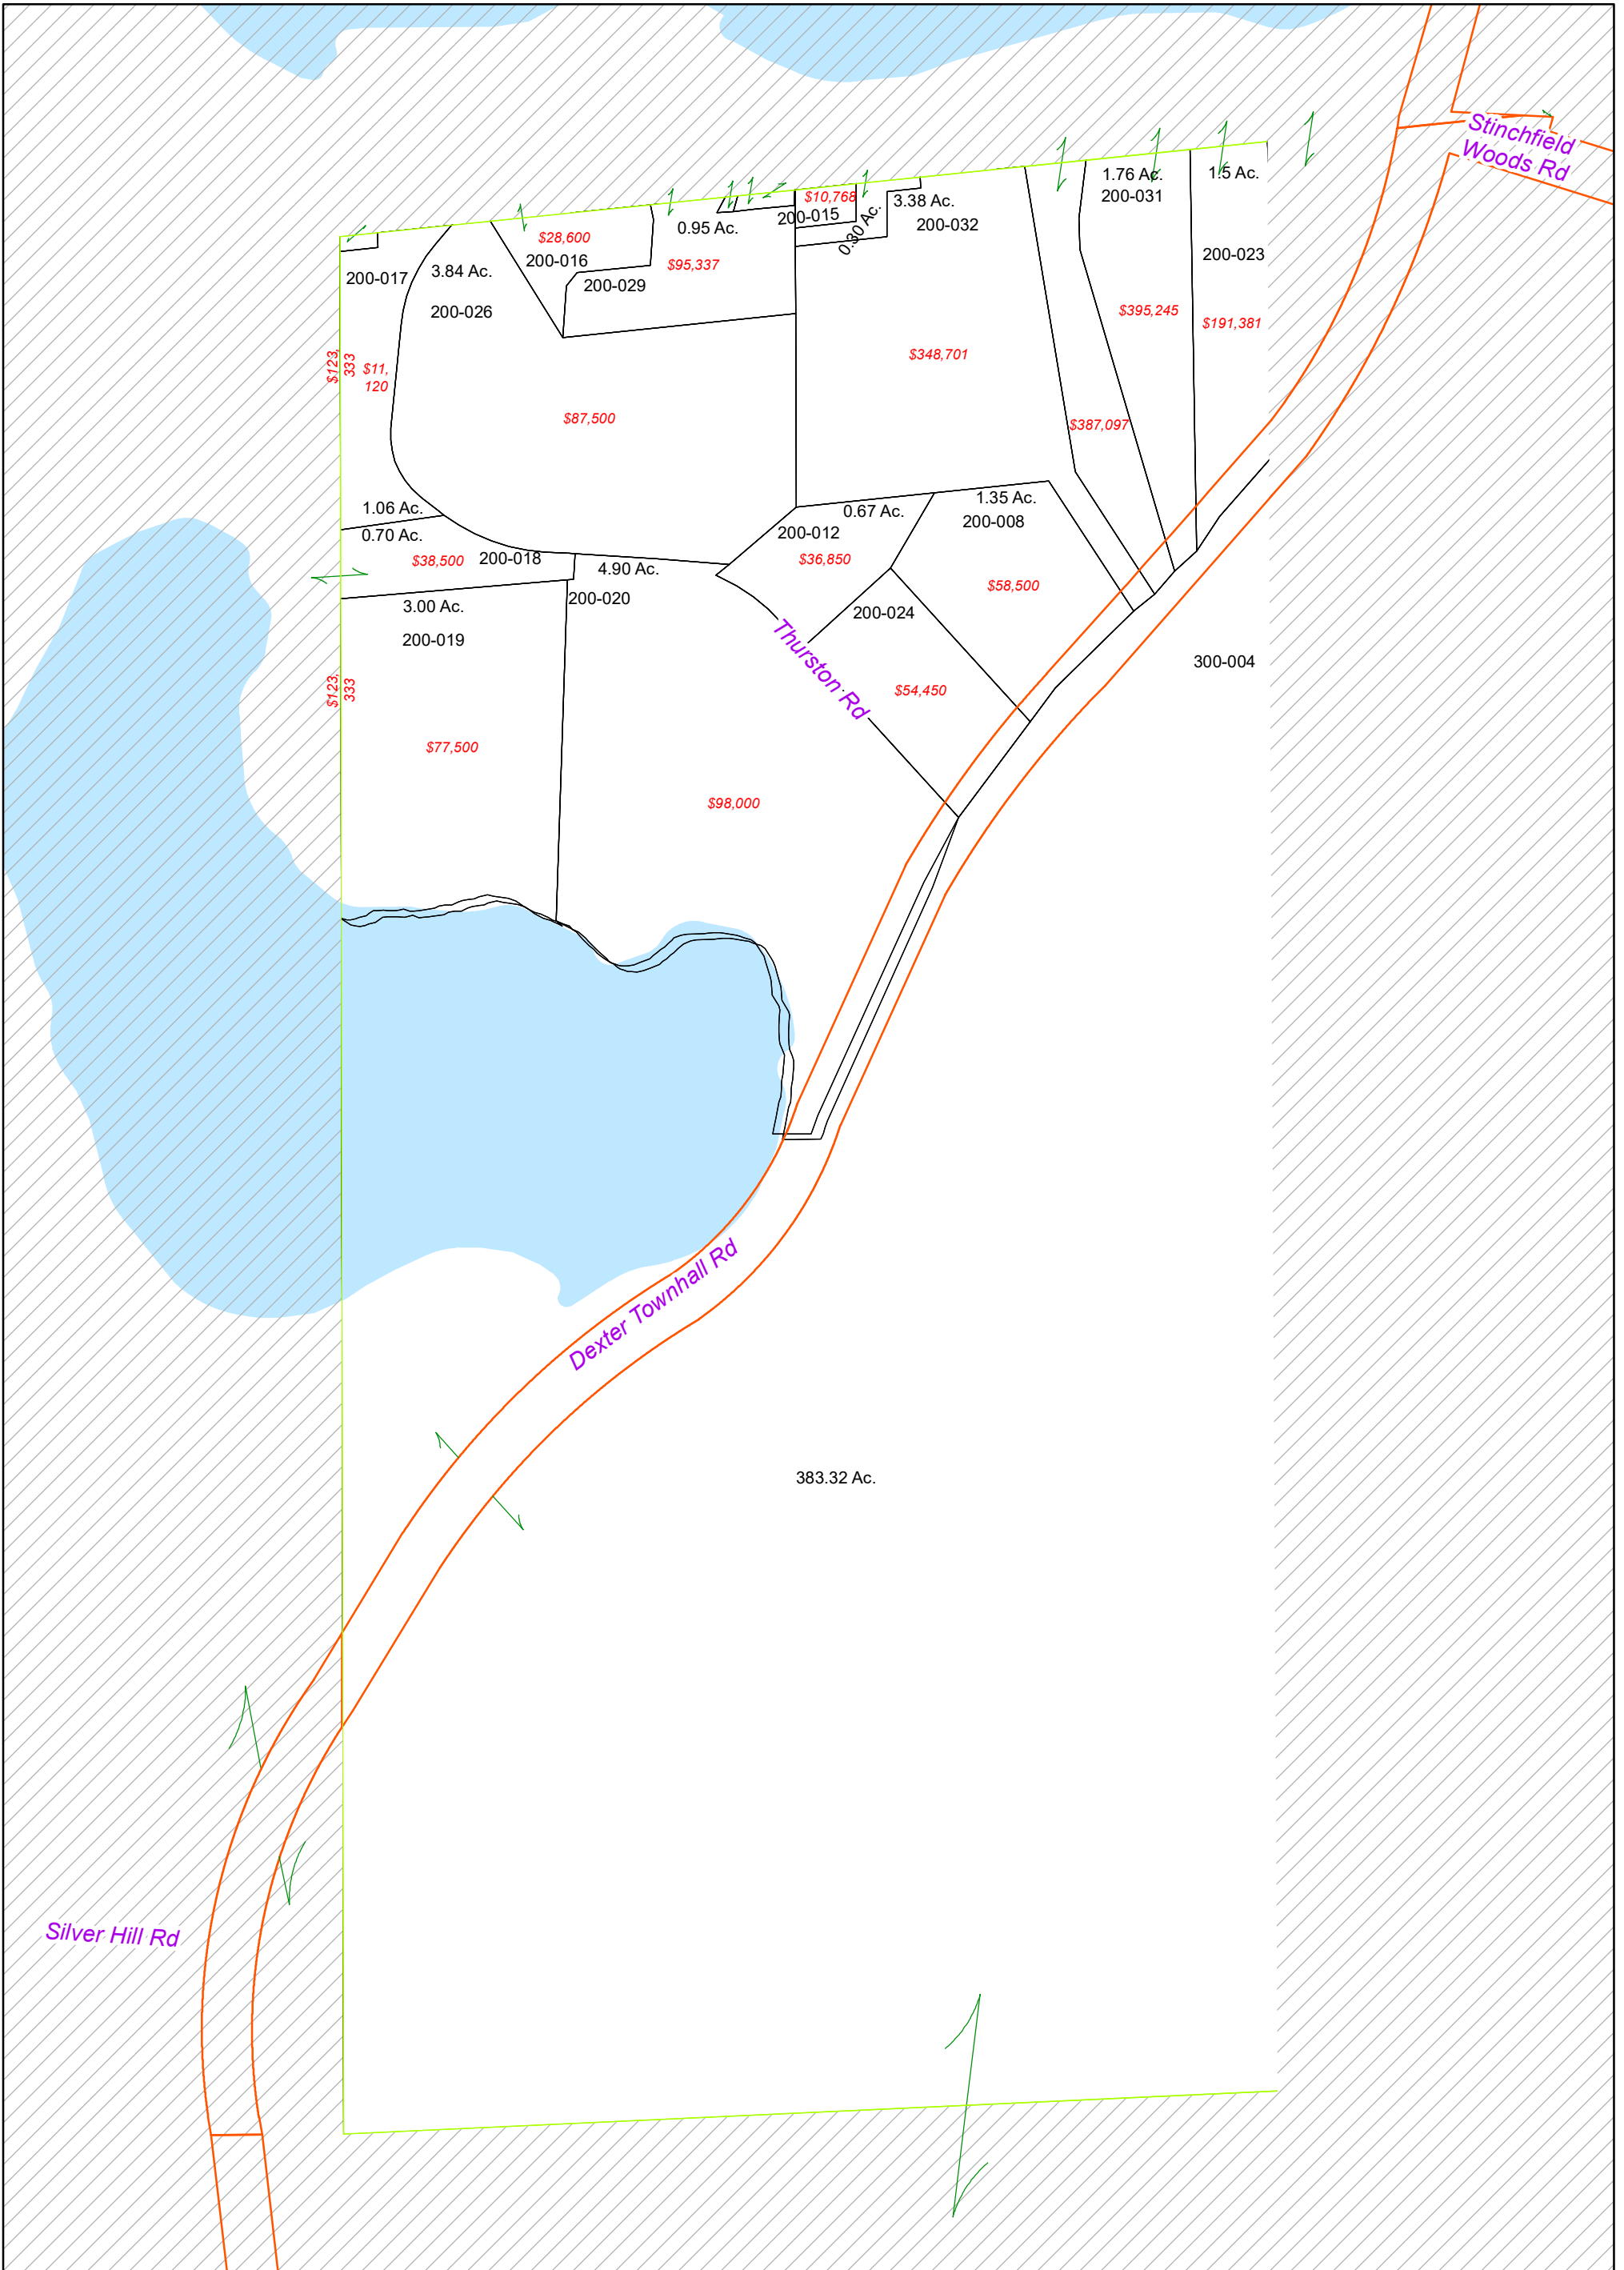 Stinchfield
Woods Rd
1.76 Ac.
200-031
1.5 Ac.
$10,768
200-015
0.30 Ac.
3.38 Ac.
200-032
0.95 Ac.
$28,600
200-016
200-029
$95,337
200-023
200-017
3.84 Ac.
200-026
$395,245
$191,381
$123,
333
$11,
120
$348,701
$87,500
$387,097
1.06 Ac.
0.70 Ac.
$38,500
200-018
4.90 Ac.
200-020
200-012
0.67 Ac.
$36,850
1.35 Ac.
200-008
$58,500
3.00 Ac.
200-019
200-024
Thurston Rd
$54,450
300-004
$123,
333
$77,500
$98,000
Dexter Townhall Rd
383.32 Ac.
Silver Hill Rd